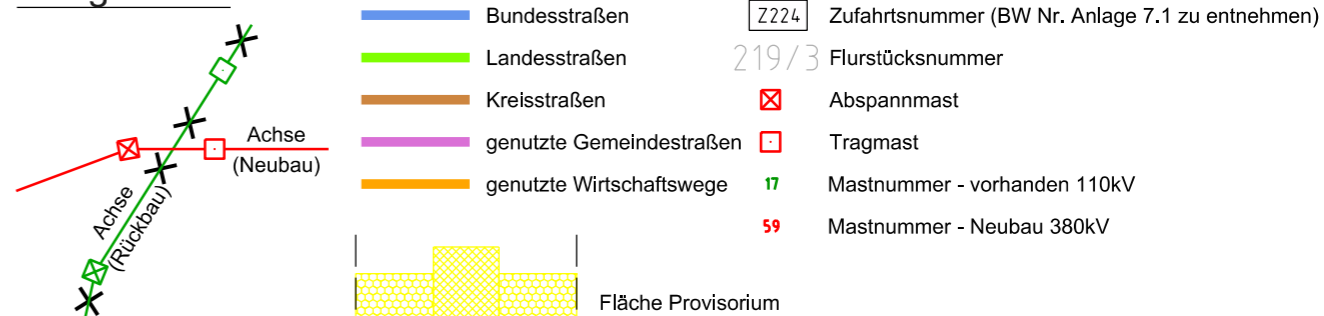 Achse
(Neubau)
Achse
(Rückbau)
Bundesstraßen
Landesstraßen
Kreisstraßen
genutzte Gemeindestraßen
genutzte Wirtschaftswege
Fläche Provisorium
Z224 Zufahrtsnummer (BW Nr. Anlage 7.1 zu entnehmen)
219/3 Flurstücksnummer
Abspannmast
Tragmast
17 Mastnummer - vorhanden 110kV
59 Mastnummer - Neubau 380kV